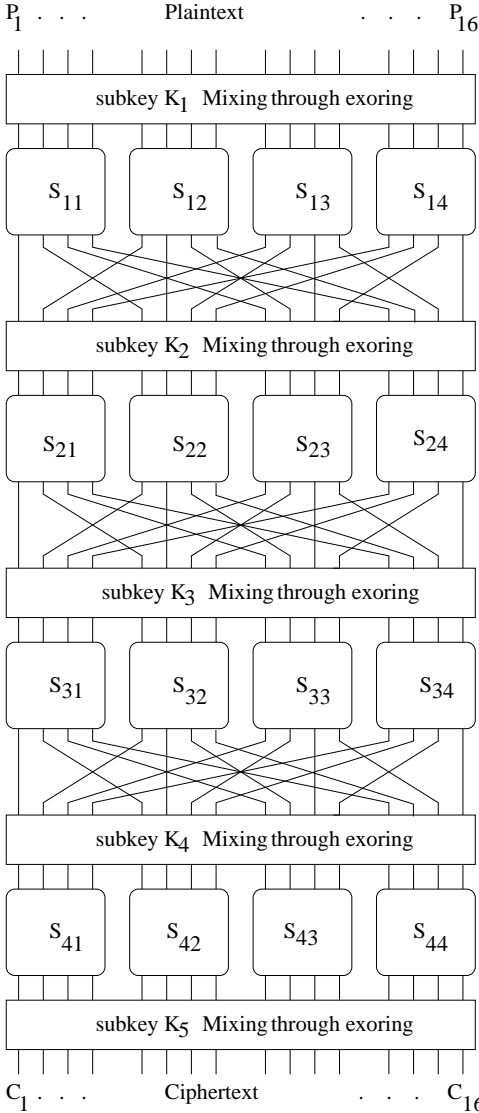 P1 . . . Plaintext . . . P16
subkey K1 Mixing through exoring
S11 S12 S13 S14
subkey K2 Mixing through exoring
S21 S22 S23 S24
subkey K3 Mixing through exoring
S31 S32 S33 S34
subkey K4 Mixing through exoring
S41 S42 S43 S44
subkey K5 Mixing through exoring
C1 . . . Ciphertext . . . C16